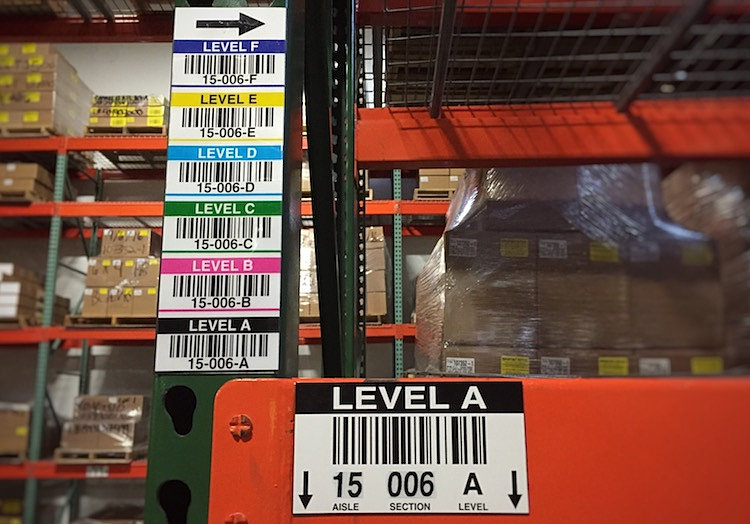 LEVEL F
15-006-F
LEVEL E
15-006-E
LEVEL D
15-006-D
LEVEL C
15-006-C
LEVEL B
15-006-B
LEVEL A
15-006-A
LEVEL A
15 006 A
AISLE SECTION LEVEL